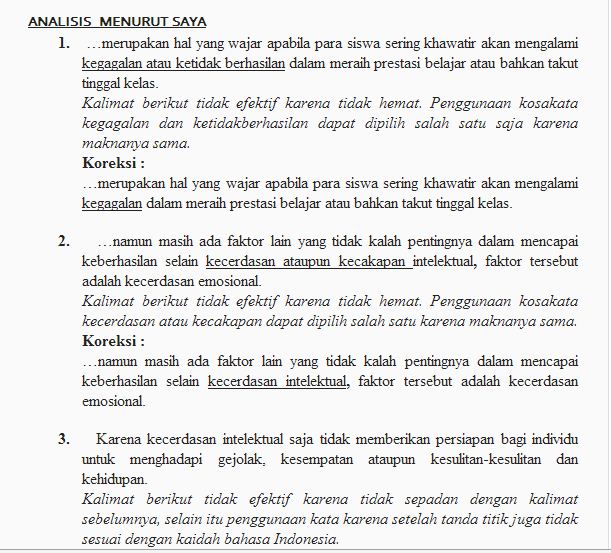 ANALISIS MENURUT SAYA
1. …merupakan hal yang wajar apabila para siswa sering khawatir akan mengalami
kegagalan atau ketidak berhasilan dalam meraih prestasi belajar atau bahkan takut
tinggal kelas.
Kalimat berikut tidak efektif karena tidak hemat. Penggunaan kosakata
kegagalan dan ketidakberhasilan dapat dipilih salah satu saja karena
maknanya sama.
Koreksi :
…merupakan hal yang wajar apabila para siswa sering khawatir akan mengalami
kegagalan dalam meraih prestasi belajar atau bahkan takut tinggal kelas.
2. …namun masih ada faktor lain yang tidak kalah pentingnya dalam mencapai
keberhasilan selain kecerdasan ataupun kecakapan intelektual, faktor tersebut
adalah kecerdasan emosional.
Kalimat berikut tidak efektif karena tidak hemat. Penggunaan kosakata
kecerdasan atau kecakapan dapat dipilih salah satu karena maknanya sama.
Koreksi :
…namun masih ada faktor lain yang tidak kalah pentingnya dalam mencapai
keberhasilan selain kecerdasan intelektual, faktor tersebut adalah kecerdasan
emosional.
3. Karena kecerdasan intelektual saja tidak memberikan persiapan bagi individu
untuk menghadapi gejolak, kesempatan ataupun kesulitan-kesulitan dan
kehidupan.
Kalimat berikut tidak efektif karena tidak sepadan dengan kalimat
sebelumnya, selain itu penggunaan kata karena setelah tanda titik juga tidak
sesuai dengan kaidah bahasa Indonesia.